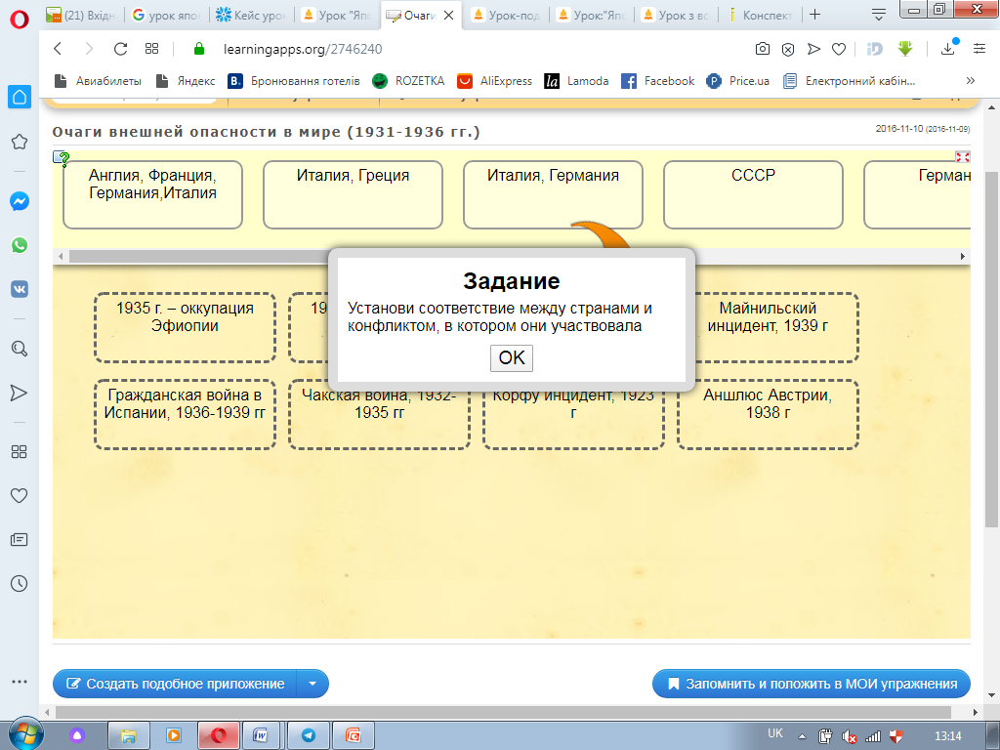 (21) Вхідн
урок япо
Кейс урок
Урок "Япо
Очаги
Урок-под
Урок:"Япо
Урок з вс
Конспект
learningapps.org/2746240
Авиабилеты
Яндекс
Бронювання готелів
ROZETKA
AliExpress
Lamoda
Facebook
Price.ua
Електронний кабін...
Очаги внешней опасности в мире (1931-1936 гг.)
2016-11-10 (2016-11-09)
Англия, Франция,
Германия,Италия
Италия, Греция
Италия, Германия
СССР
Герман
Задание
Установи соответствие между странами и
конфликтом, в котором они участвовала
OK
1935 г. – оккупация
Эфиопии
19
Майнильский
инцидент, 1939 г
Гражданская война в
Испании, 1936-1939 гг
Чакская война, 1932-
1935 гг
Корфу инцидент, 1923
г
Аншлюс Австрии,
1938 г
Создать подобное приложение
Запомнить и положить в МОИ упражнения
UK
13:14